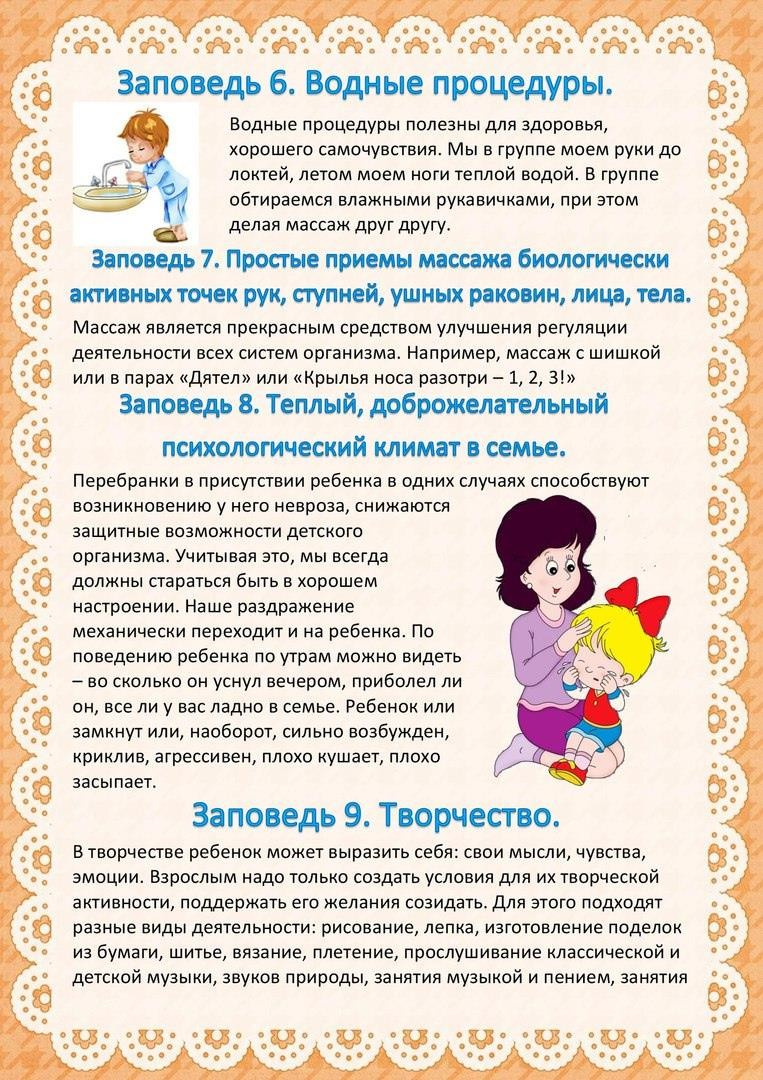 Заповедь 6. Водные процедуры.
Водные процедуры полезны для здоровья,
хорошего самочувствия. Мы в группе моем руки до
локтей, летом моем ноги теплой водой. В группе
обтираемся влажными рукавичками, при этом
делая массаж друг другу.
Заповедь 7. Простые приемы массажа биологически
активных точек рук, ступней, ушных раковин, лица, тела.
Массаж является прекрасным средством улучшения регуляции
деятельности всех систем организма. Например, массаж с шишкой
или в парах «Дятел» или «Крылья носа разотри – 1, 2, 3!»
Заповедь 8. Теплый, доброжелательный
психологический климат в семье.
Перебранки в присутствии ребенка в одних случаях способствуют
возникновению у него невроза, снижаются
защитные возможности детского
организма. Учитывая это, мы всегда
должны стараться быть в хорошем
настроении. Наше раздражение
механически переходит и на ребенка. По
поведению ребенка по утрам можно видеть
– во сколько он уснул вечером, приболел ли
он, все ли у вас ладно в семье. Ребенок или
замкнут или, наоборот, сильно возбужден,
криклив, агрессивен, плохо кушает, плохо
засыпает.
Заповедь 9. Творчество.
В творчестве ребенок может выразить себя: свои мысли, чувства,
эмоции. Взрослым надо только создать условия для их творческой
активности, поддержать его желания созидать. Для этого подходят
разные виды деятельности: рисование, лепка, изготовление поделок
из бумаги, шитье, вязание, плетение, прослушивание классической и
детской музыки, звуков природы, занятия музыкой и пением, занятия